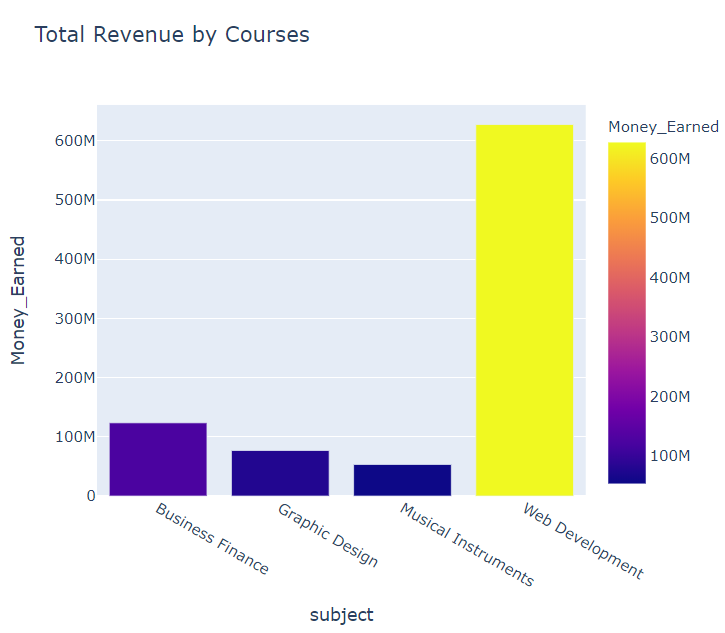 Total Revenue by Courses
Money_Earned
600M
500M
400M
300M
200M
100M
0
Business Finance
Graphic Design
Musical Instruments
Web Development
subject
Money_Earned
600M
500M
400M
300M
200M
100M